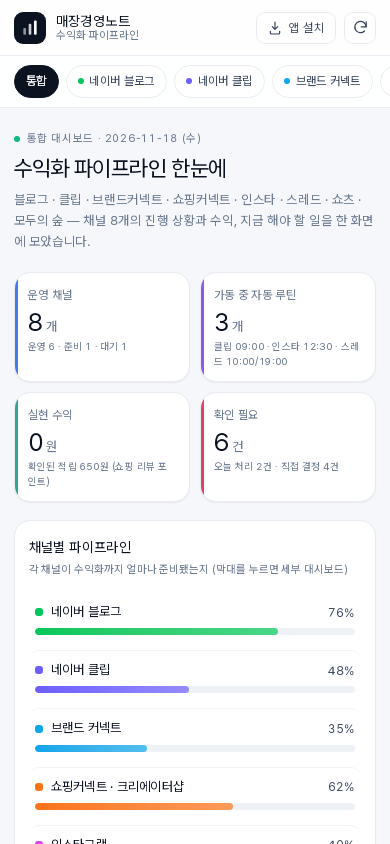 매장경영노트
수익화 파이프라인
앱 설치
통합
네이버 블로그
네이버 클립
브랜드 커넥트
통합 대시보드 · 2026-11-18 (수)
수익화 파이프라인 한눈에
블로그 · 클립 · 브랜드커넥트 · 쇼핑커넥트 · 인스타 · 스레드 · 쇼츠 ·
모두의 숲 — 채널 8개의 진행 상황과 수익, 지금 해야 할 일을 한 화면
에 모았습니다.
운영 채널
8 개
운영 6 · 준비 1 · 대기 1
가동 중 자동 루틴
3 개
클립 09:00 · 인스타 12:30 · 스레
드 10:00/19:00
실현 수익
0 원
확인된 적립 650원 (쇼핑 리뷰 포
인트)
확인 필요
6 건
오늘 처리 2건 · 직접 결정 4건
채널별 파이프라인
각 채널이 수익화까지 얼마나 준비됐는지 (막대를 누르면 세부 대시보드)
네이버 블로그 76%
네이버 클립 48%
브랜드 커넥트 35%
쇼핑커넥트 · 크리에이터샵 62%
인스타그램 40%